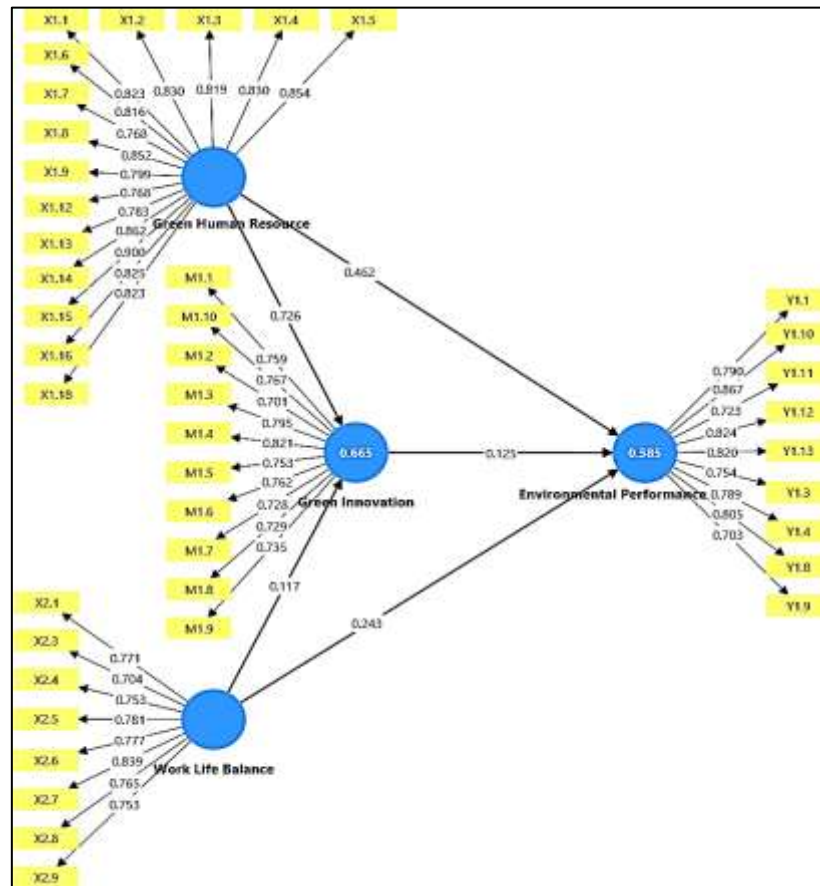 X1.1 X1.2 X1.3 X1.4 X1.5
X1.6
X1.7
X1.8
X1.9
X1.12
X1.13
X1.14
X1.15
X1.16
X1.18
0.823 0.830 0.819 0.830 0.854
0.816
0.768
0.852
0.799
0.768
0.783
0.862
0.900
0.825
0.823
Green Human Resource
0.462
0.726
M1.1
M1.10
M1.2
M1.3
M1.4
M1.5
M1.6
M1.7
M1.8
M1.9
0.759
0.767
0.701
0.795
0.821
0.753
0.762
0.728
0.729
0.735
0.665
Green Innovation
0.125
0.585
Environmental Performance
0.790
0.867
0.723
0.824
0.820
0.754
0.789
0.805
0.703
Y1.1
Y1.10
Y1.11
Y1.12
Y1.13
Y1.3
Y1.4
Y1.8
Y1.9
0.117
0.243
X2.1
X2.3
X2.4
X2.5
X2.6
X2.7
X2.8
X2.9
0.771
0.704
0.753
0.781
0.777
0.839
0.765
0.753
Work Life Balance